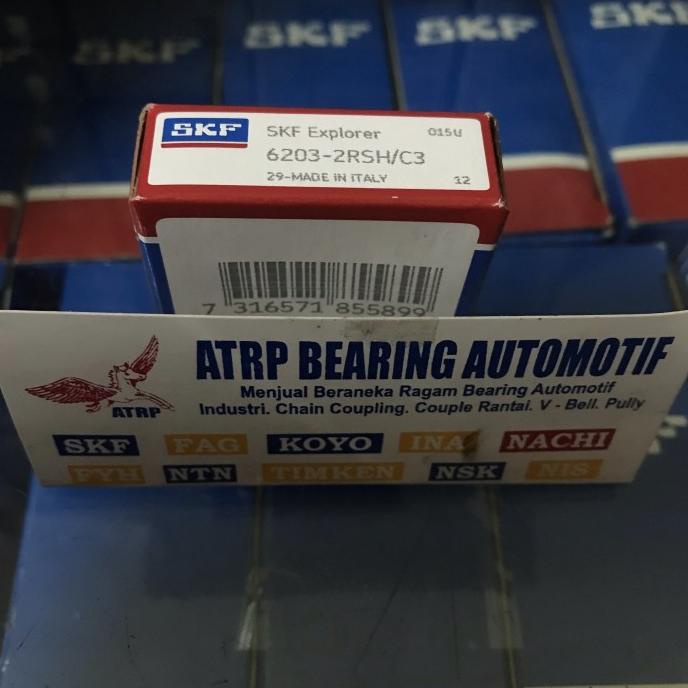 SKF
SKF
SKF
SKF
SKF
SKF Explorer
015U
6203-2RSH/C3
29-MADE IN ITALY
12
7 316571 855899
ATRP BEARING AUTOMOTIF
Menjual Beraneka Ragam Bearing Automotif
Industri. Chain Coupling. Couple Rantai. V - Bell. Pully
ATRP
SKF FAG KOYO INA NACHI
FYH NTN TIMKEN NSK NIS